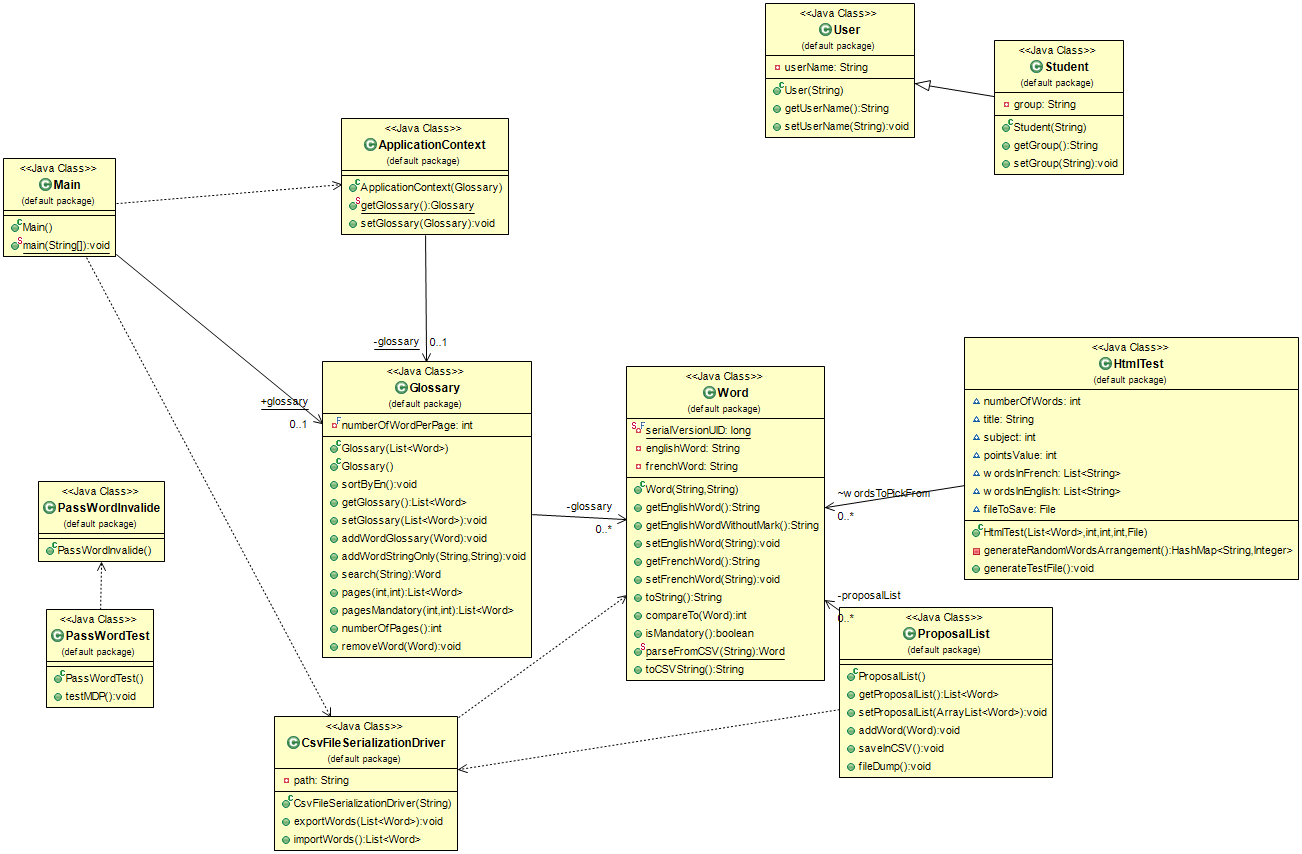 <<Java Class>>
User
(default package)
userName: String
User(String)
getUserName():String
setUserName(String):void
<<Java Class>>
Student
(default package)
group: String
Student(String)
getGroup():String
setGroup(String):void
<<Java Class>>
ApplicationContext
(default package)
ApplicationContext(Glossary)
getGlossary():Glossary
setGlossary(Glossary):void
<<Java Class>>
Main
(default package)
Main()
main(String[]):void
-glossary
0..1
+glossary
0..1
<<Java Class>>
Glossary
(default package)
numberOfWordPerPage: int
Glossary(List<Word>)
Glossary()
sortByEn():void
getGlossary():List<Word>
setGlossary(List<Word>):void
addWordGlossary(Word):void
addWordStringOnly(String,String):void
search(String):Word
pages(int,int):List<Word>
pagesMandatory(int,int):List<Word>
numberOfPages():int
removeWord(Word):void
-glossary
0..*
<<Java Class>>
Word
(default package)
serialVersionUID: long
englishWord: String
frenchWord: String
Word(String,String)
getEnglishWord():String
getEnglishWordWithoutMark():String
setEnglishWord(String):void
getFrenchWord():String
setFrenchWord(String):void
toString():String
compareTo(Word):int
isMandatory():boolean
parseFromCSV(String):Word
toCSVString():String
~wordsToPickFrom
0..*
<<Java Class>>
HtmlTest
(default package)
numberOfWords: int
title: String
subject: int
pointsValue: int
wordsInFrench: List<String>
wordsInEnglish: List<String>
fileToSave: File
HtmlTest(List<Word>,int,int,int,File)
generateRandomWordsArrangement():HashMap<String,Integer>
generateTestFile():void
-proposalList
0..*
<<Java Class>>
ProposalList
(default package)
ProposalList()
getProposalList():List<Word>
setProposalList(ArrayList<Word>):void
addWord(Word):void
saveInCSV():void
fileDump():void
<<Java Class>>
PassWordInvalide
(default package)
PassWordInvalide()
<<Java Class>>
PassWordTest
(default package)
PassWordTest()
testMDP():void
<<Java Class>>
CsvFileSerializationDriver
(default package)
path: String
CsvFileSerializationDriver(String)
exportWords(List<Word>):void
importWords():List<Word>